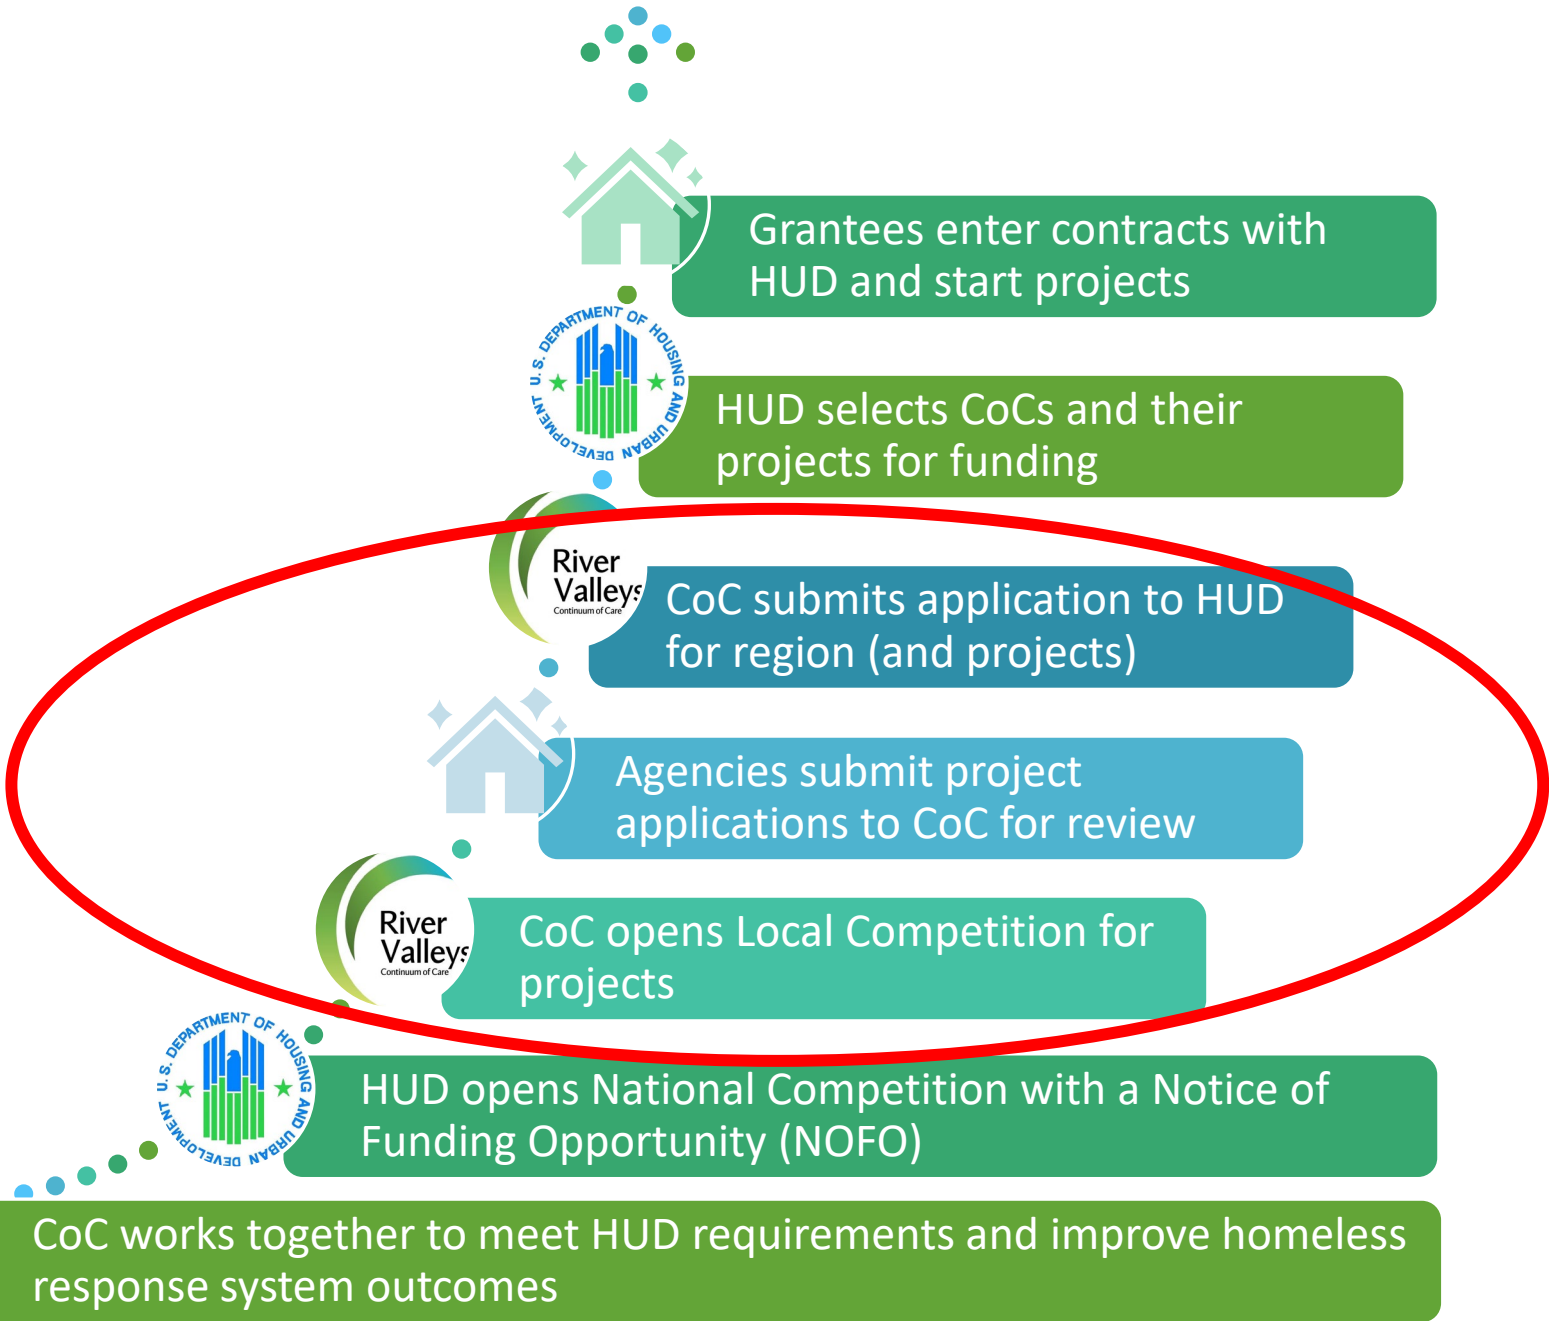 Grantees enter contracts with
HUD and start projects
U.S. DEPARTMENT OF HOUSING AND URBAN DEVELOPMENT
HUD selects CoCs and their
projects for funding
River
Valleys
Continuum of Care
CoC submits application to HUD
for region (and projects)
Agencies submit project
applications to CoC for review
River
Valleys
Continuum of Care
CoC opens Local Competition for
projects
U.S. DEPARTMENT OF HOUSING AND URBAN DEVELOPMENT
HUD opens National Competition with a Notice of
Funding Opportunity (NOFO)
CoC works together to meet HUD requirements and improve homeless
response system outcomes